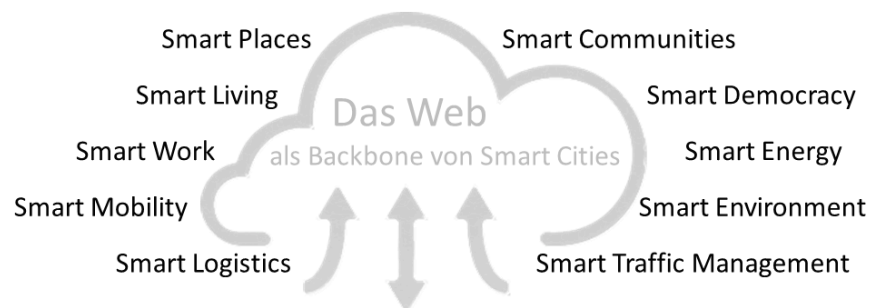 Smart Places
Smart Communities
Smart Living
Das Web
Smart Democracy
Smart Work
als Backbone von Smart Cities
Smart Energy
Smart Mobility
Smart Environment
Smart Logistics
Smart Traffic Management